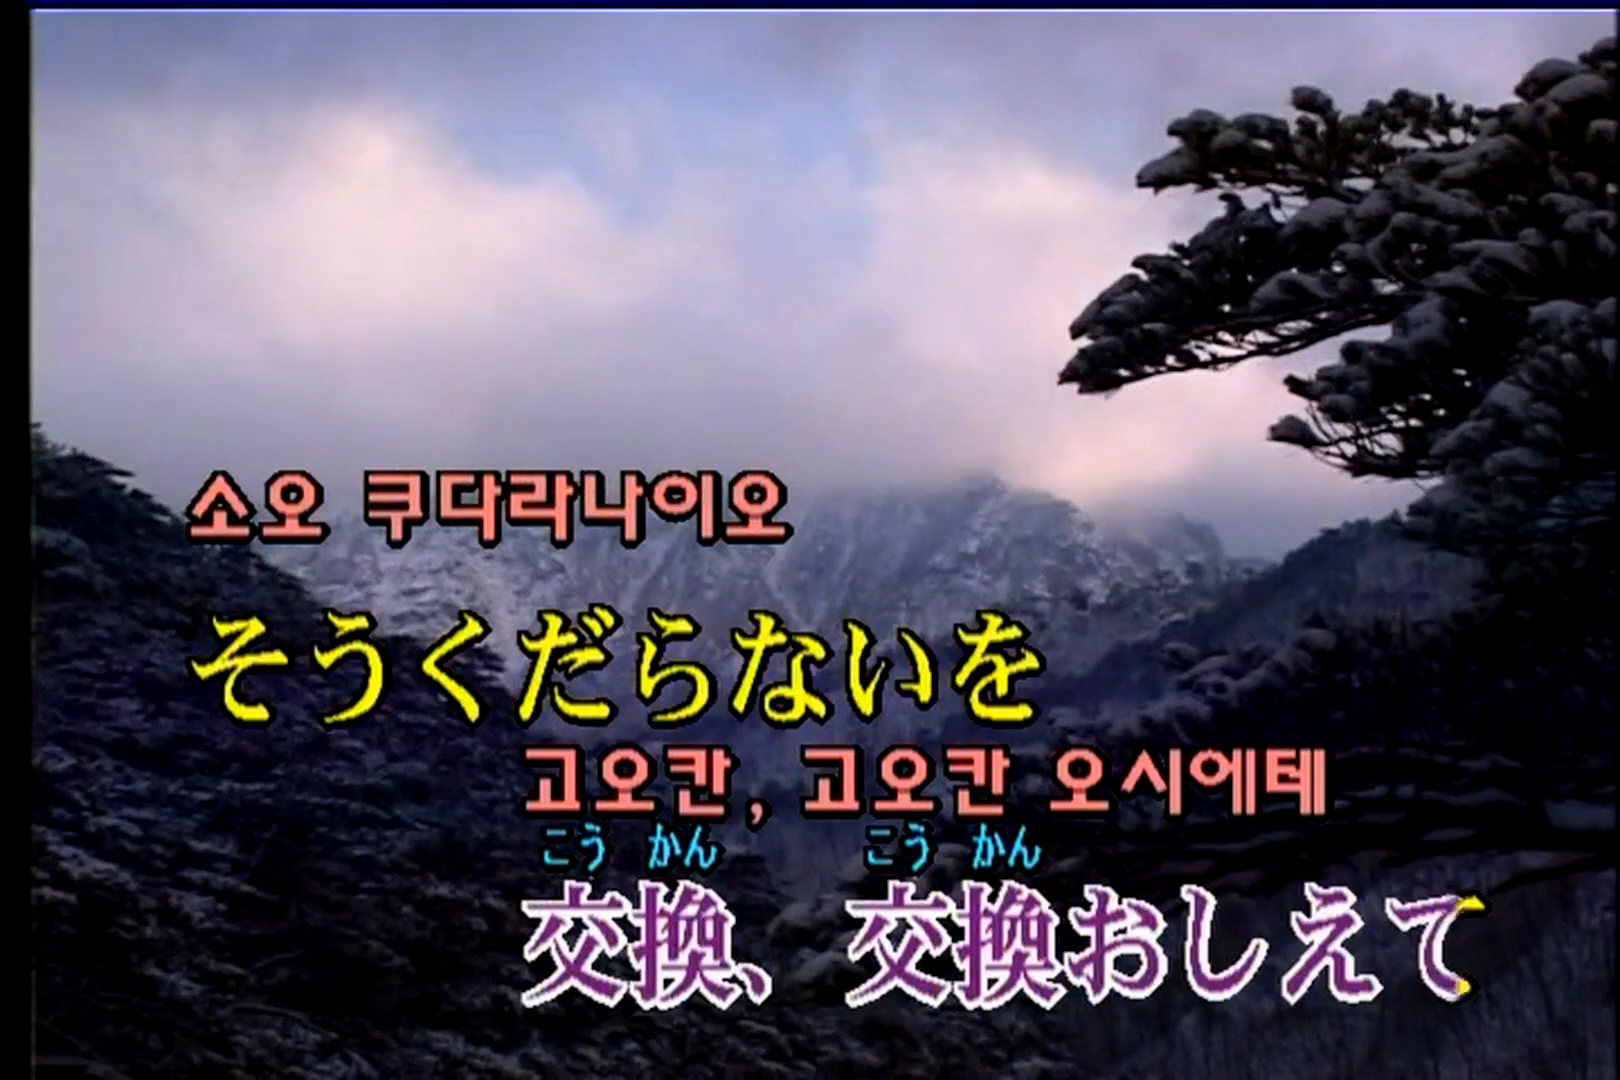 소오 쿠다라나이오
そうくだらないを
고오칸, 고오칸 오시에테
こう かん こう かん
交換、交換おしえて